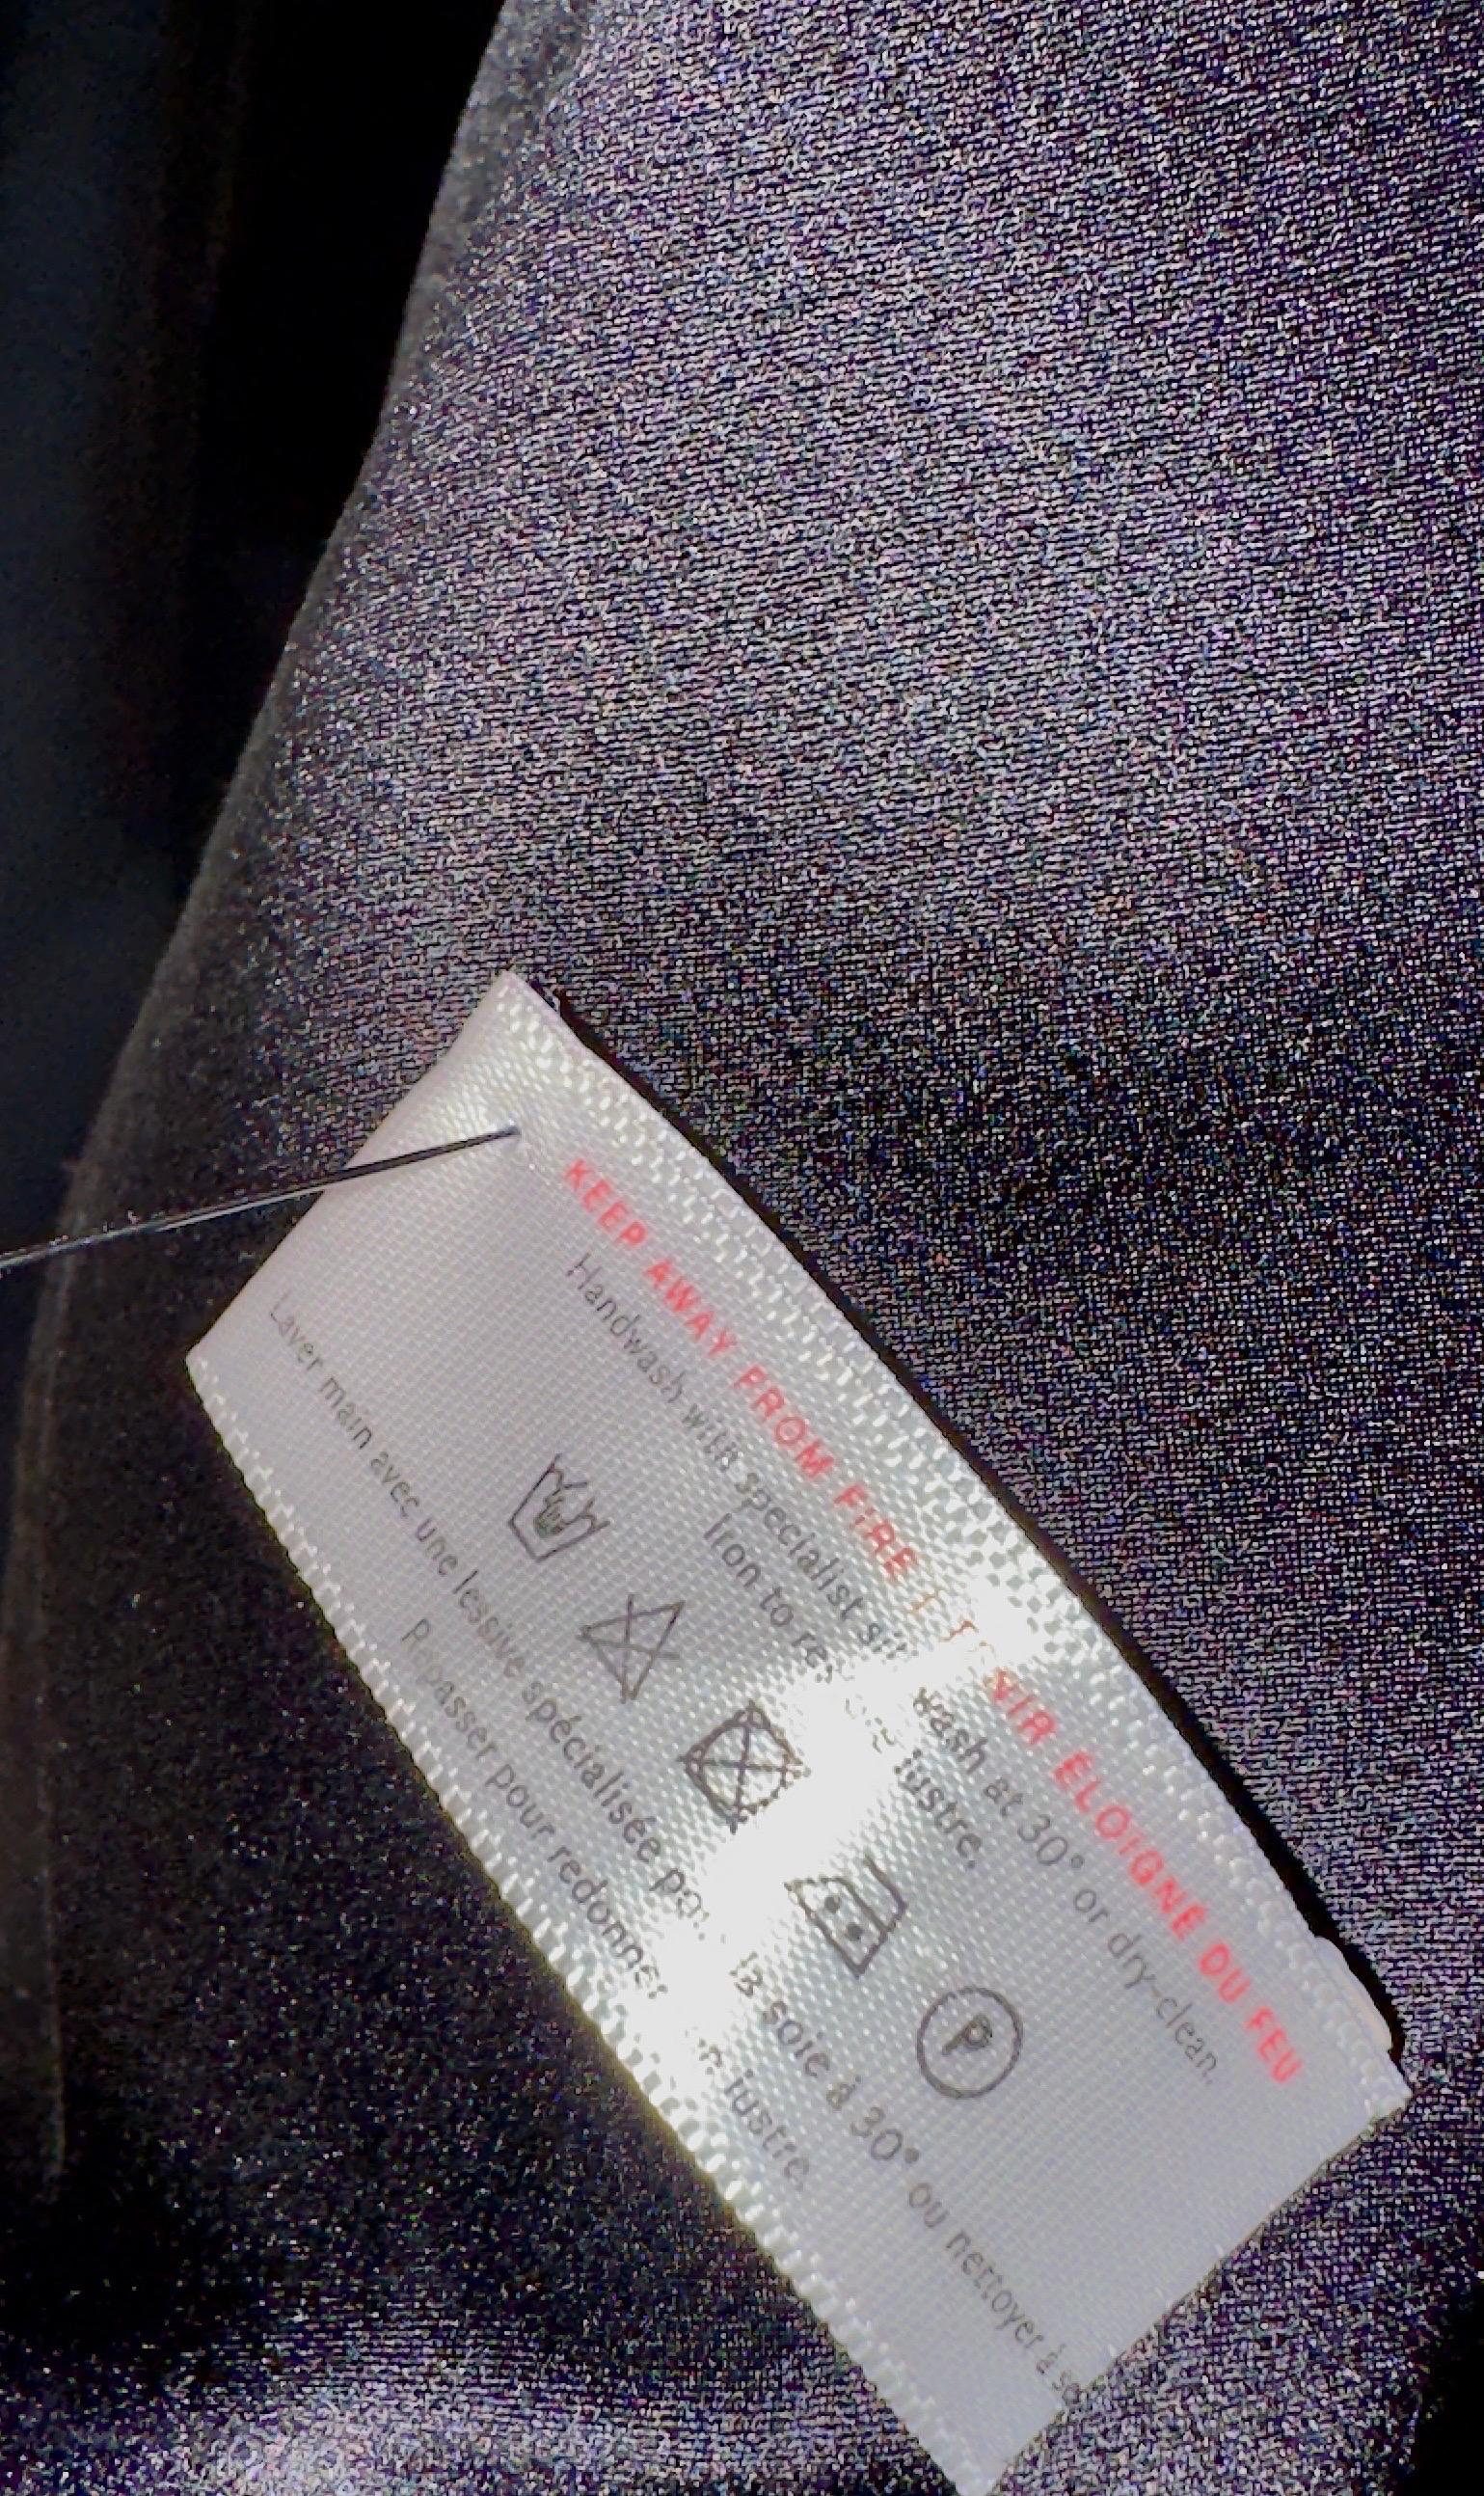 KEEP AWAY FROM FIRE ÉLOIGNÉ DU FEU
Handwash with specialist wash at 30° or dry-clean.
Iron to lustre.
P
Laver main avec une lessive spécialisée pour la soie à 30° ou nettoyer à
Repasser pour redonner lustre.